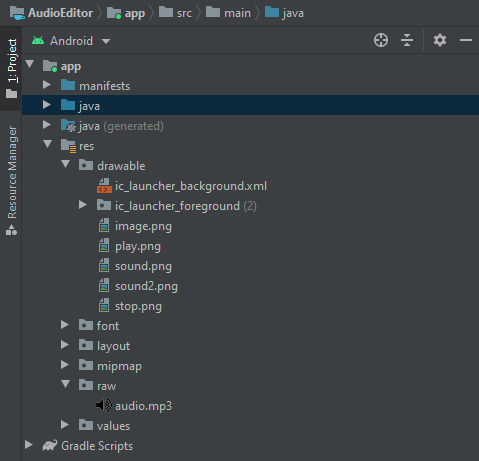 AudioEditor app src main java
1: Project
Android
app
manifests
java
java (generated)
res
drawable
ic_launcher_background.xml
ic_launcher_foreground (2)
image.png
play.png
sound.png
sound2.png
stop.png
font
layout
mipmap
raw
audio.mp3
values
Gradle Scripts
Resource Manager